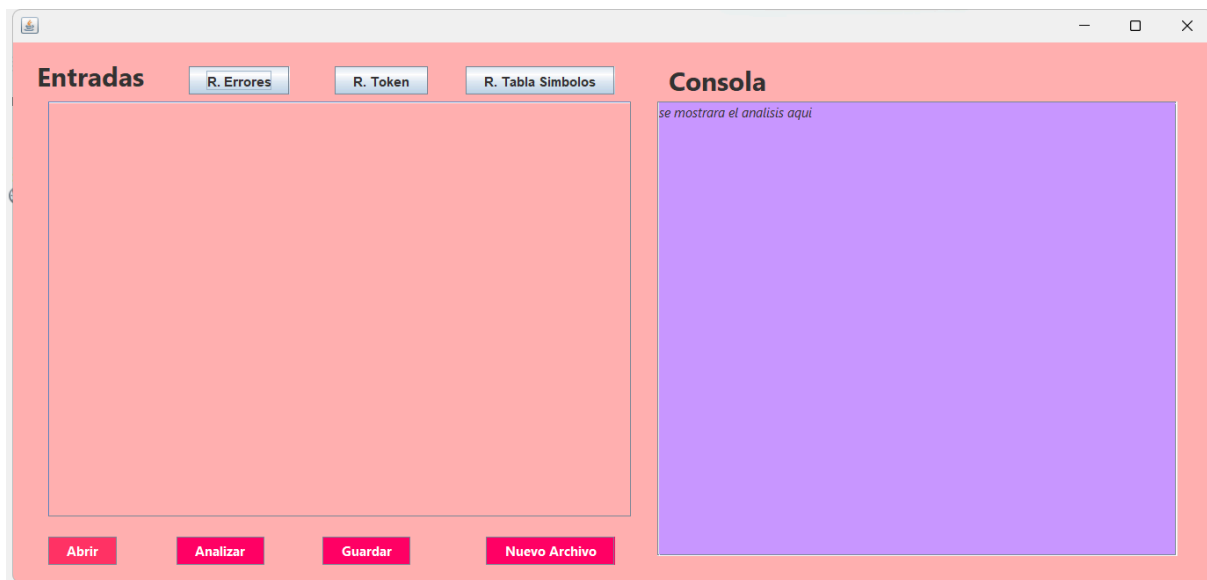 Entradas
R. Errores
R. Token
R. Tabla Simbolos
Consola
se mostrara el analisis aqui
Abrir
Analizar
Guardar
Nuevo Archivo